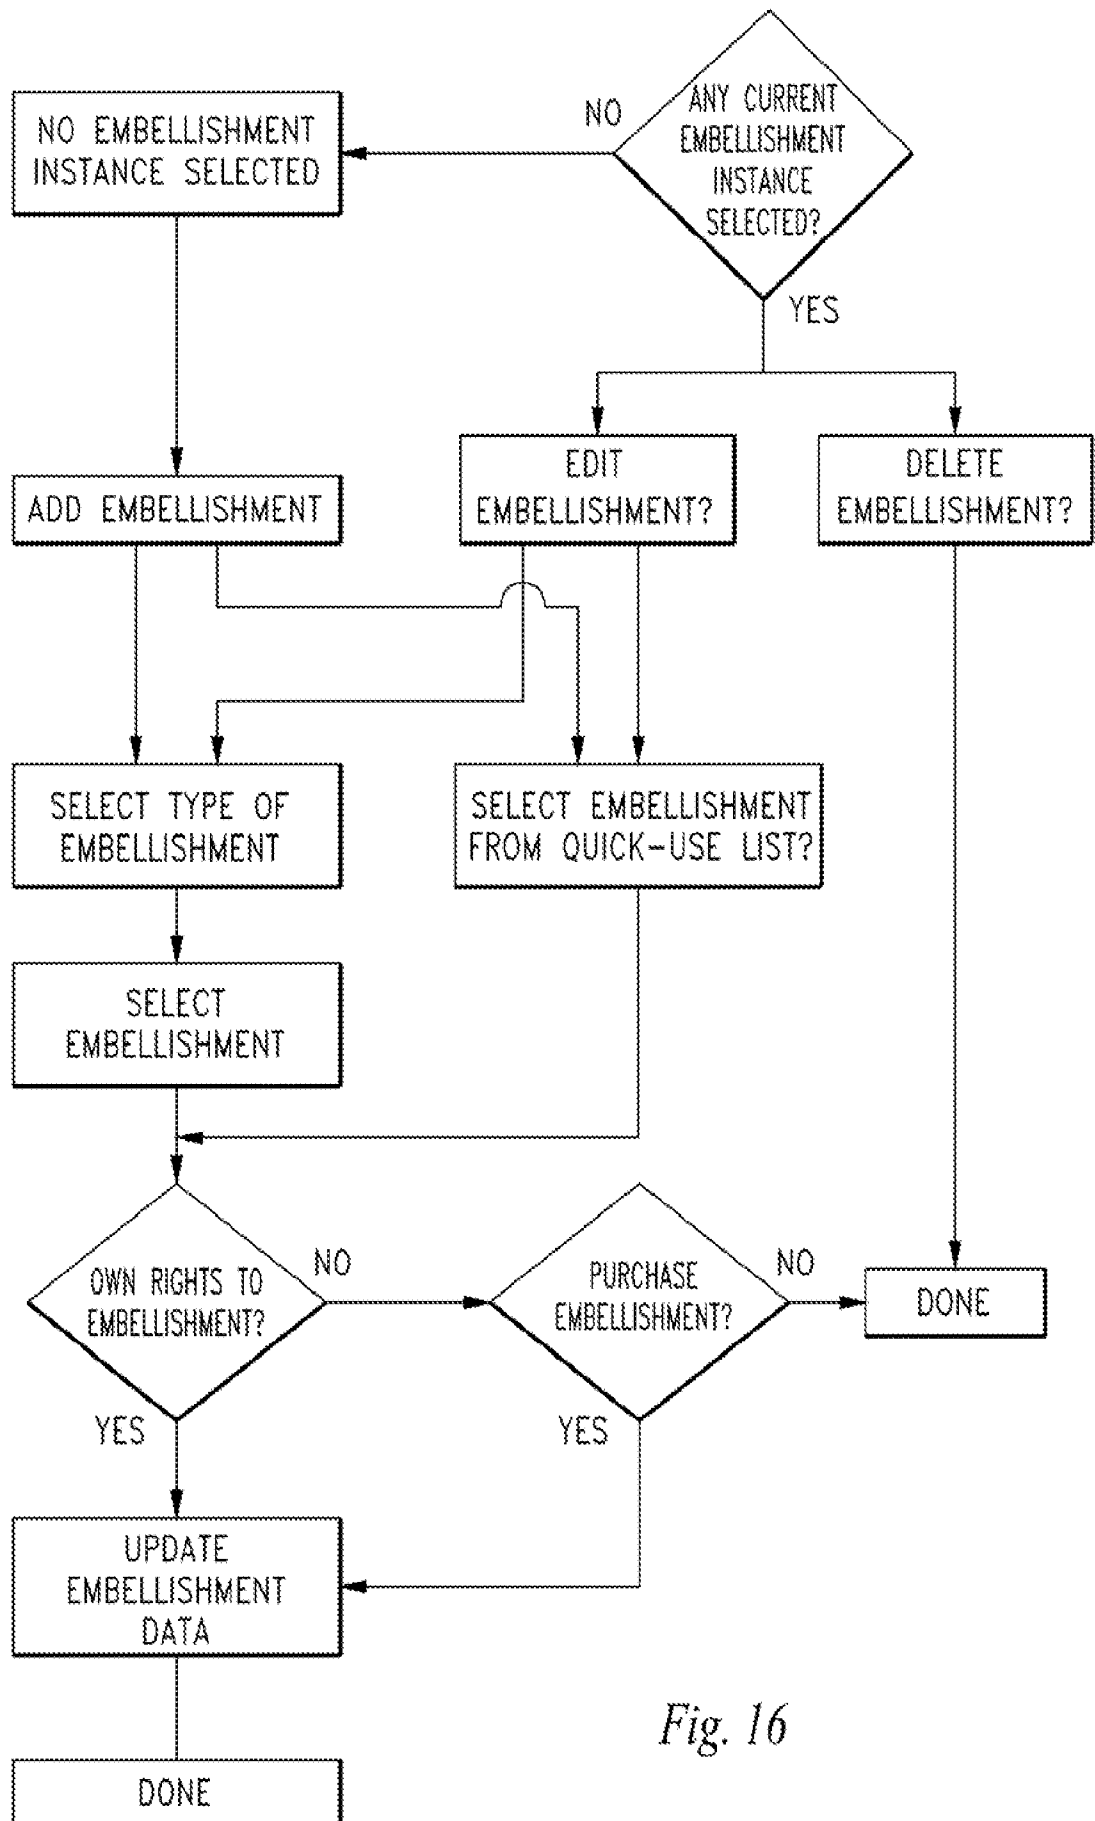 NO
ANY CURRENT
EMBELLISHMENT
INSTANCE
SELECTED?
NO EMBELLISHMENT
INSTANCE SELECTED
YES
EDIT
EMBELLISHMENT?
DELETE
EMBELLISHMENT?
ADD EMBELLISHMENT
SELECT TYPE OF
EMBELLISHMENT
SELECT EMBELLISHMENT
FROM QUICK-USE LIST?
SELECT
EMBELLISHMENT
OWN RIGHTS TO
EMBELLISHMENT?
NO
PURCHASE
EMBELLISHMENT?
NO
DONE
YES
YES
UPDATE
EMBELLISHMENT
DATA
DONE
Fig. 16